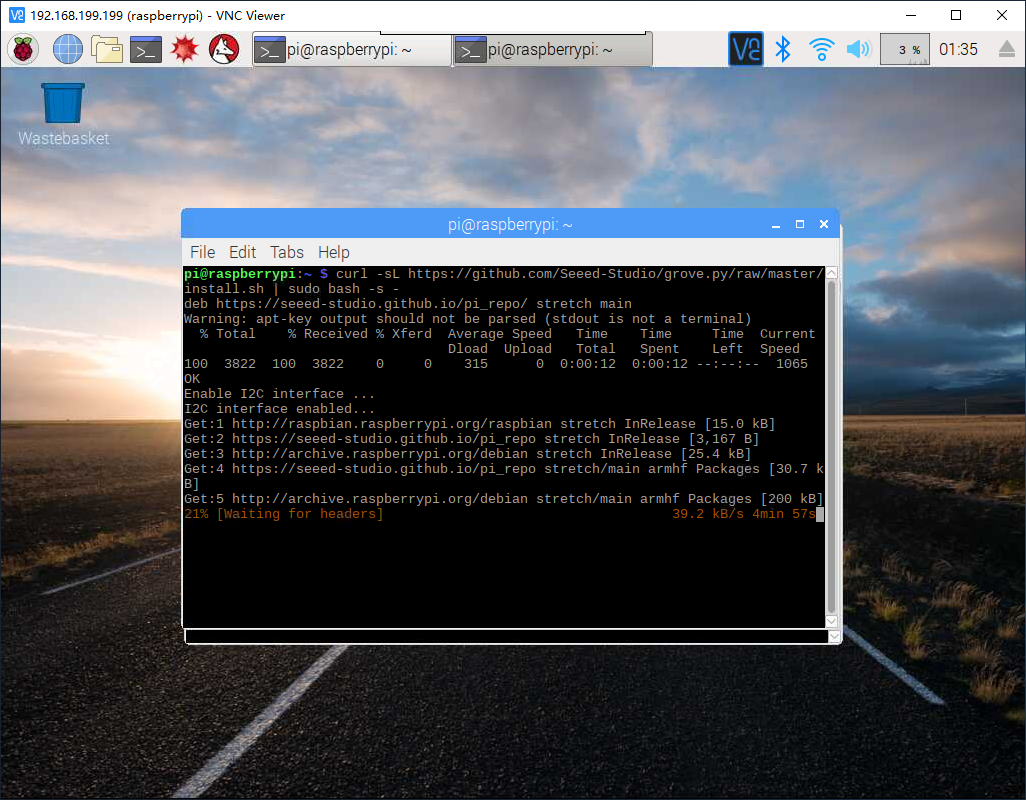 192.168.199.199 (raspberrypi) - VNC Viewer
pi@raspberrypi: ~
pi@raspberrypi: ~
3 %
01:35
Wastebasket
pi@raspberrypi: ~
File Edit Tabs Help
pi@raspberrypi:~ $ curl -sL https://github.com/Seeed-Studio/grove.py/raw/master/
install.sh | sudo bash -s -
deb https://seeed-studio.github.io/pi_repo/ stretch main
Warning: apt-key output should not be parsed (stdout is not a terminal)
% Total % Received % Xferd Average Speed Time Time Time Current
Dload Upload Total Spent Left Speed
100 3822 100 3822 0 0 315 0 0:00:12 0:00:12 --:--:-- 1065
OK
Enable I2C interface ...
I2C interface enabled...
Get:1 http://raspbian.raspberrypi.org/raspbian stretch InRelease [15.0 kB]
Get:2 https://seeed-studio.github.io/pi_repo stretch InRelease [3,167 B]
Get:3 http://archive.raspberrypi.org/debian stretch InRelease [25.4 kB]
Get:4 https://seeed-studio.github.io/pi_repo stretch/main armhf Packages [30.7 k
B]
Get:5 http://archive.raspberrypi.org/debian stretch/main armhf Packages [200 kB]
21% [Waiting for headers] 39.2 kB/s 4min 57s